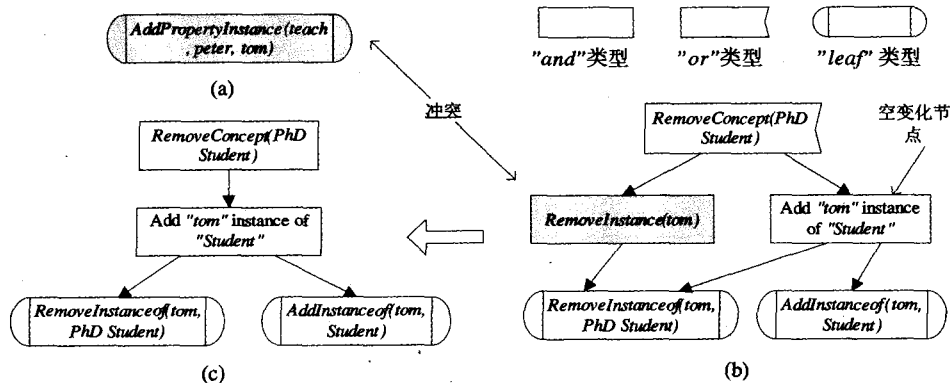 AddPropertyInstance(teach
, peter, tom)
(a)
"and"类型
"or"类型
"leaf"类型
冲突
RemoveConcept(PhD
Student)
Add "tom" instance of
"Student"
RemoveInstanceof(tom,
PhD Student)
AddInstanceof(tom,
Student)
(c)
RemoveConcept(PhD
Student)
空变化节
点
RemoveInstance(tom)
Add "tom" instance
of "Student"
RemoveInstanceof(tom,
PhD Student)
AddInstanceof(tom,
Student)
(b)